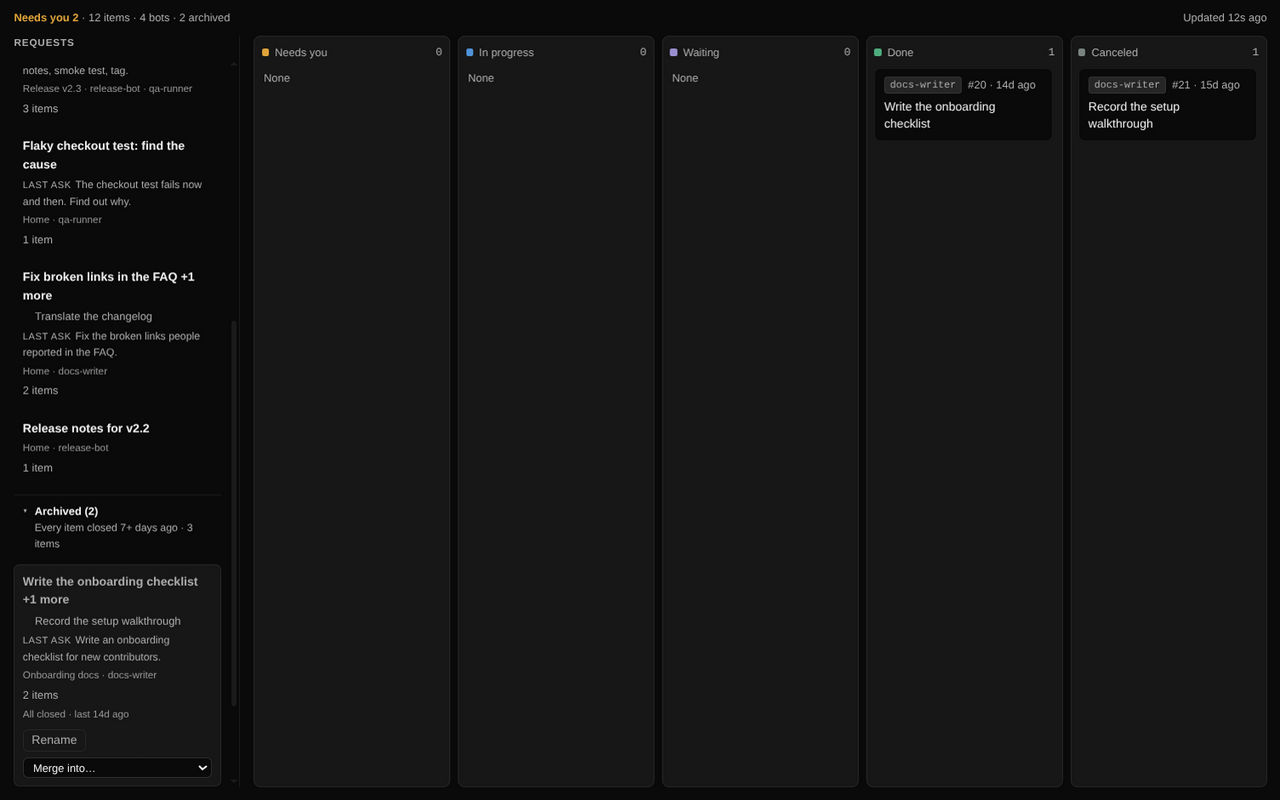 Needs you 2 · 12 items · 4 bots · 2 archived
Updated 12s ago
REQUESTS
notes, smoke test, tag.
Release v2.3 · release-bot · qa-runner
3 items
Flaky checkout test: find the
cause
LAST ASK The checkout test fails now
and then. Find out why.
Home · qa-runner
1 item
Fix broken links in the FAQ +1
more
Translate the changelog
LAST ASK Fix the broken links people
reported in the FAQ.
Home · docs-writer
2 items
Release notes for v2.2
Home · release-bot
1 item
Archived (2)
Every item closed 7+ days ago · 3
items
Write the onboarding checklist
+1 more
Record the setup walkthrough
LAST ASK Write an onboarding
checklist for new contributors.
Onboarding docs · docs-writer
2 items
All closed · last 14d ago
Rename
Merge into…
Needs you 0
None
In progress 0
None
Waiting 0
None
Done 1
docs-writer #20 · 14d ago
Write the onboarding
checklist
Canceled 1
docs-writer #21 · 15d ago
Record the setup
walkthrough